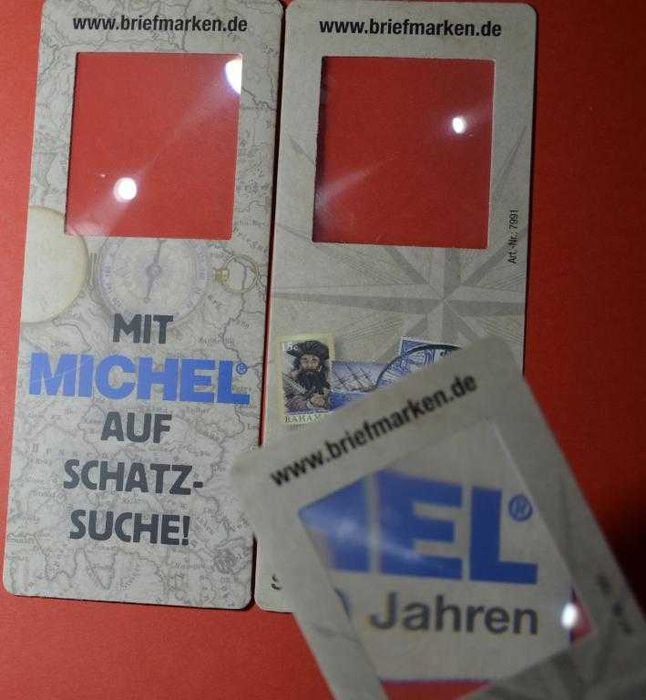 www.briefmarken.de
MIT
MICHEL®
AUF
SCHATZ-
SUCHE!
www.briefmarken.de
Art.-Nr.: 7991
BAHAM
www.briefmarken.de
EL®
Jahren